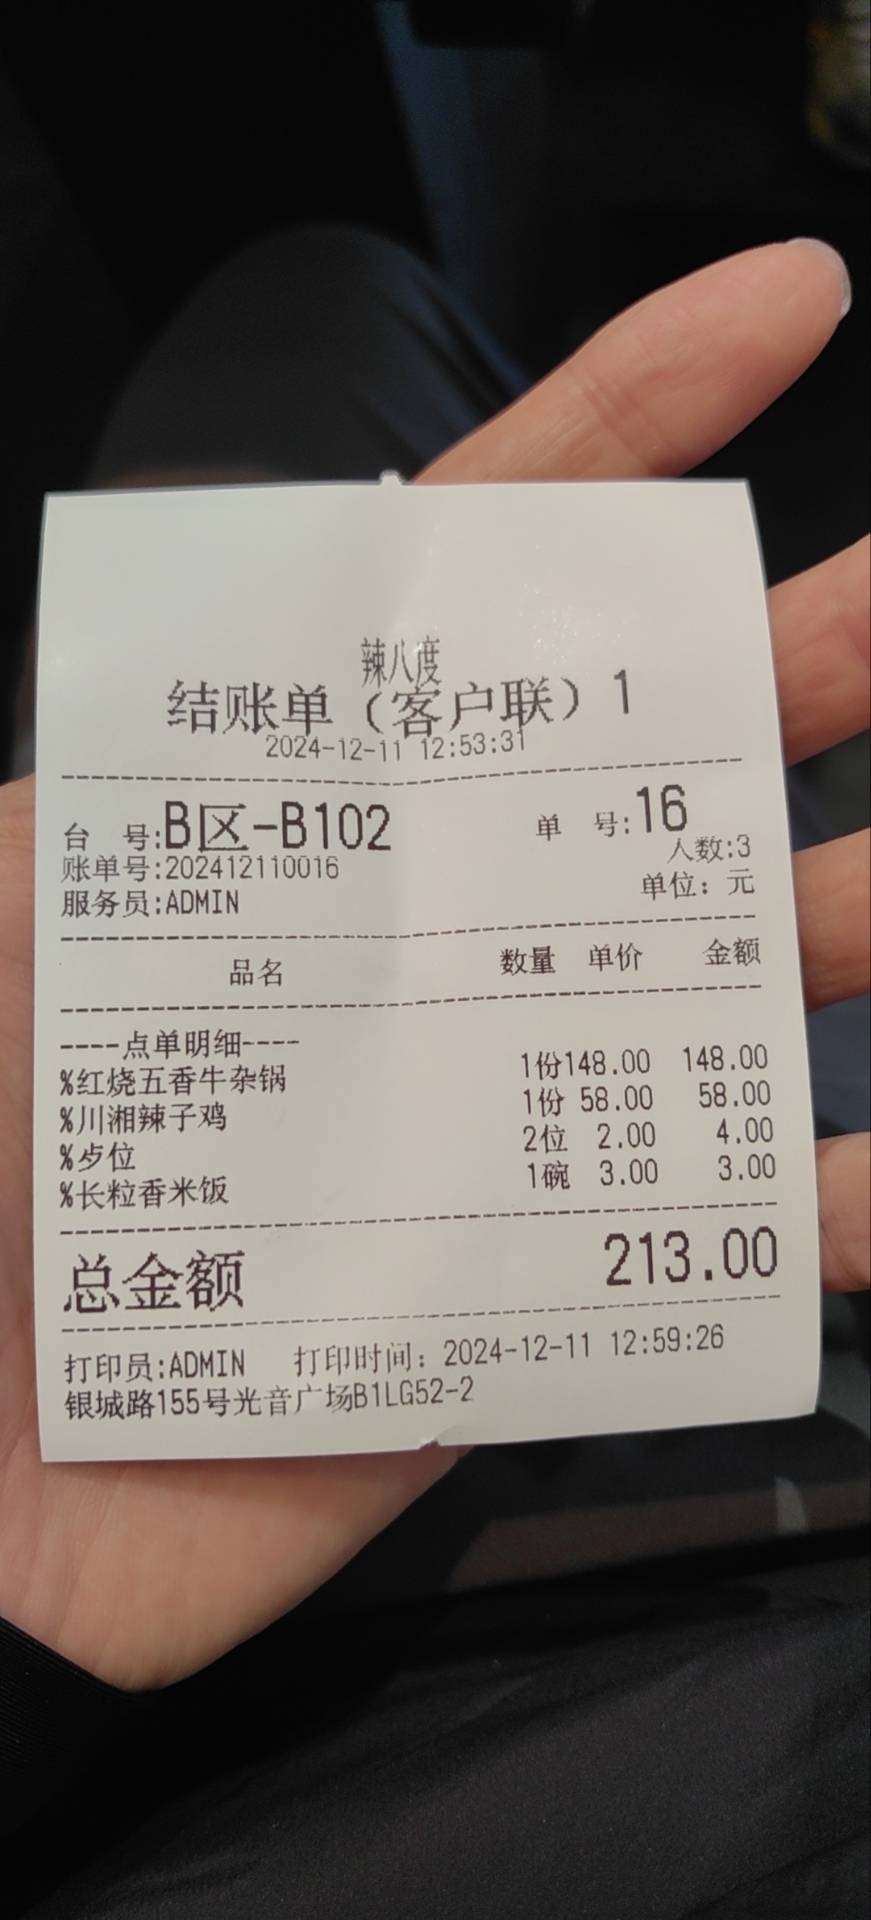 辣八度
结账单（客户联）1
2024-12-11 12:53:31
台 号:B区-B102 单 号:16
账单号:202412110016 人数:3
服务员:ADMIN 单位：元
品名 数量 单价 金额
----点单明细----
%红烧五香牛杂锅 1份148.00 148.00
%川湘辣子鸡 1份 58.00 58.00
%歺位 2位 2.00 4.00
%长粒香米饭 1碗 3.00 3.00
总金额 213.00
打印员:ADMIN 打印时间：2024-12-11 12:59:26
银城路155号光音广场B1LG52-2